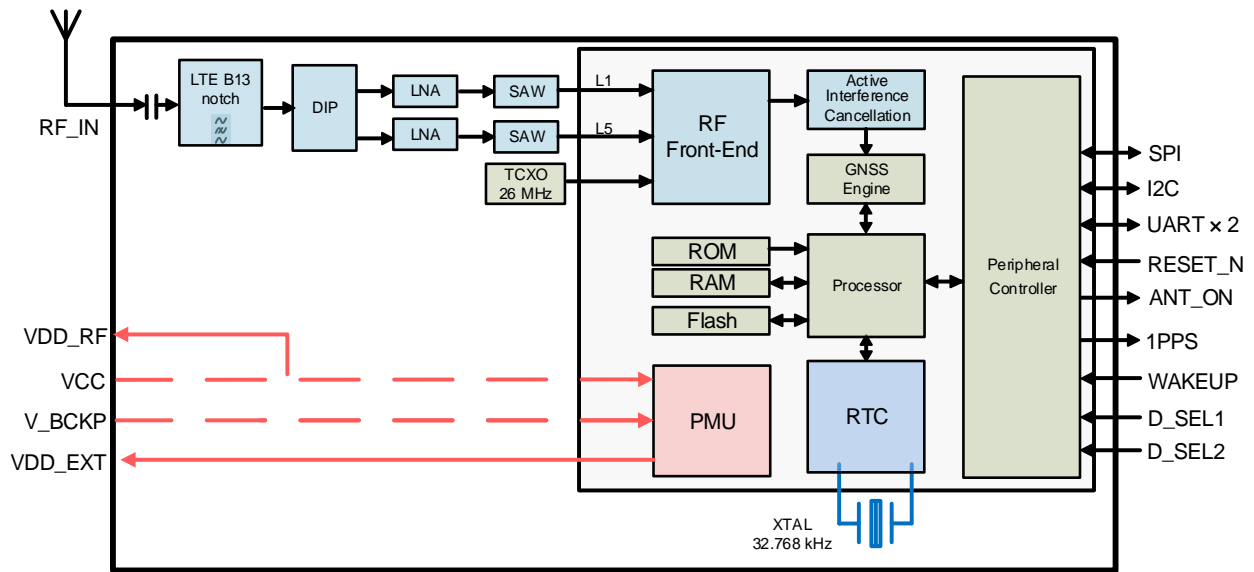 LTE B13
notch
DIP
LNA
SAW
L1
LNA
SAW
L5
RF_IN
TCXO
26 MHz
RF
Front-End
Active
Interference
Cancellation
GNSS
Engine
ROM
RAM
Flash
Processor
Peripheral
Controller
SPI
I2C
UART × 2
RESET_N
ANT_ON
1PPS
WAKEUP
D_SEL1
D_SEL2
VDD_RF
VCC
V_BCKP
VDD_EXT
PMU
RTC
XTAL
32.768 kHz